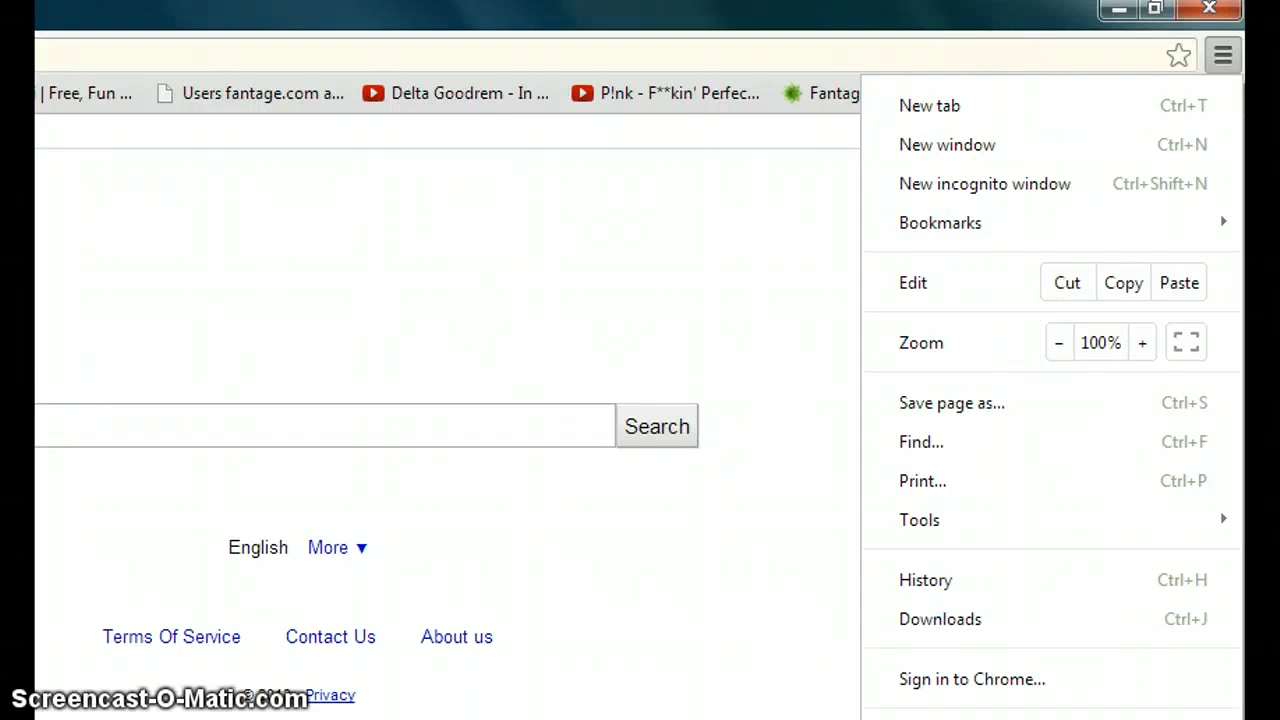 | Free, Fun ... Users fantage.com a... Delta Goodrem - In ... P!nk - F**kin' Perfec... Fantag
New tab Ctrl+T
New window Ctrl+N
New incognito window Ctrl+Shift+N
Bookmarks
Edit Cut Copy Paste
Zoom - 100% +
Save page as... Ctrl+S
Find... Ctrl+F
Print... Ctrl+P
Tools
History Ctrl+H
Downloads Ctrl+J
Sign in to Chrome...
Search
English More ▼
Terms Of Service Contact Us About us
Privacy
Screencast-O-Matic.com